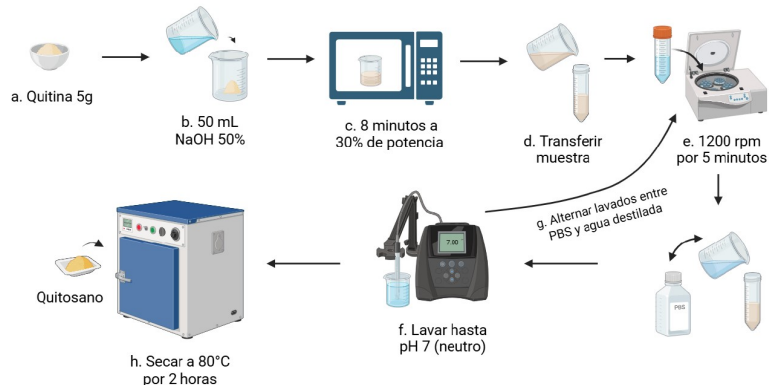 a. Quitina 5g
b. 50 mL
NaOH 50%
c. 8 minutos a
30% de potencia
d. Transferir
muestra
e. 1200 rpm
por 5 minutos
g. Alternar lavados entre
PBS y agua destilada
PBS
7.00
f. Lavar hasta
pH 7 (neutro)
Quitosano
h. Secar a 80°C
por 2 horas